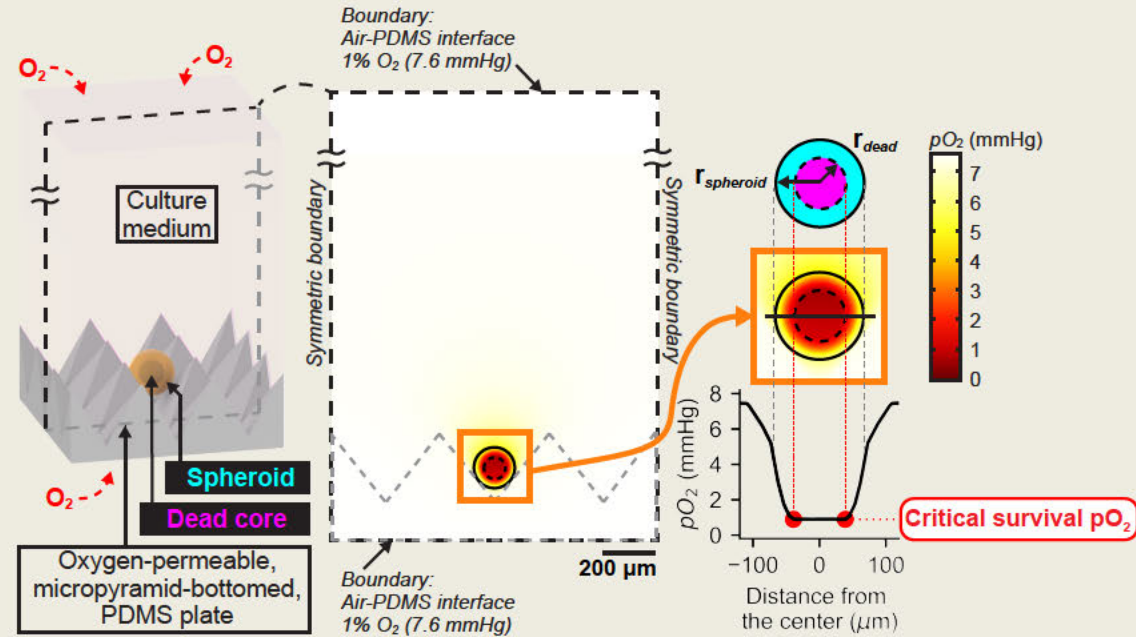 O2
O2
Culture
medium
O2
Spheroid
Dead core
Oxygen-permeable,
micropyramid-bottomed,
PDMS plate
Boundary:
Air-PDMS interface
1% O2 (7.6 mmHg)
Symmetric boundary
Symmetric boundary
Boundary:
Air-PDMS interface
1% O2 (7.6 mmHg)
200 μm
rdead
rspheroid
pO2 (mmHg)
7
6
5
4
3
2
1
0
pO2 (mmHg)
8
6
4
2
0
−100
0
100
Distance from
the center (μm)
Critical survival pO2